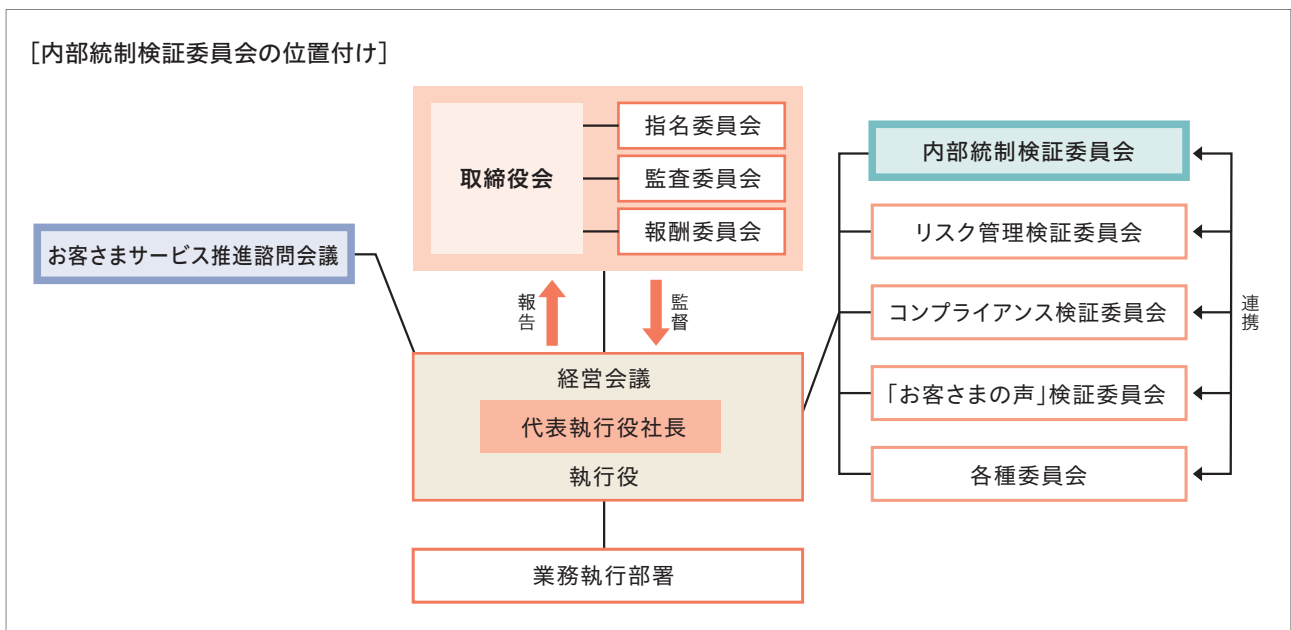 ［内部統制検証委員会の位置付け］
取締役会
指名委員会
監査委員会
報酬委員会
お客さまサービス推進諮問会議
報告
監督
経営会議
代表執行役社長
執行役
業務執行部署
内部統制検証委員会
リスク管理検証委員会
コンプライアンス検証委員会
「お客さまの声」検証委員会
各種委員会
連携